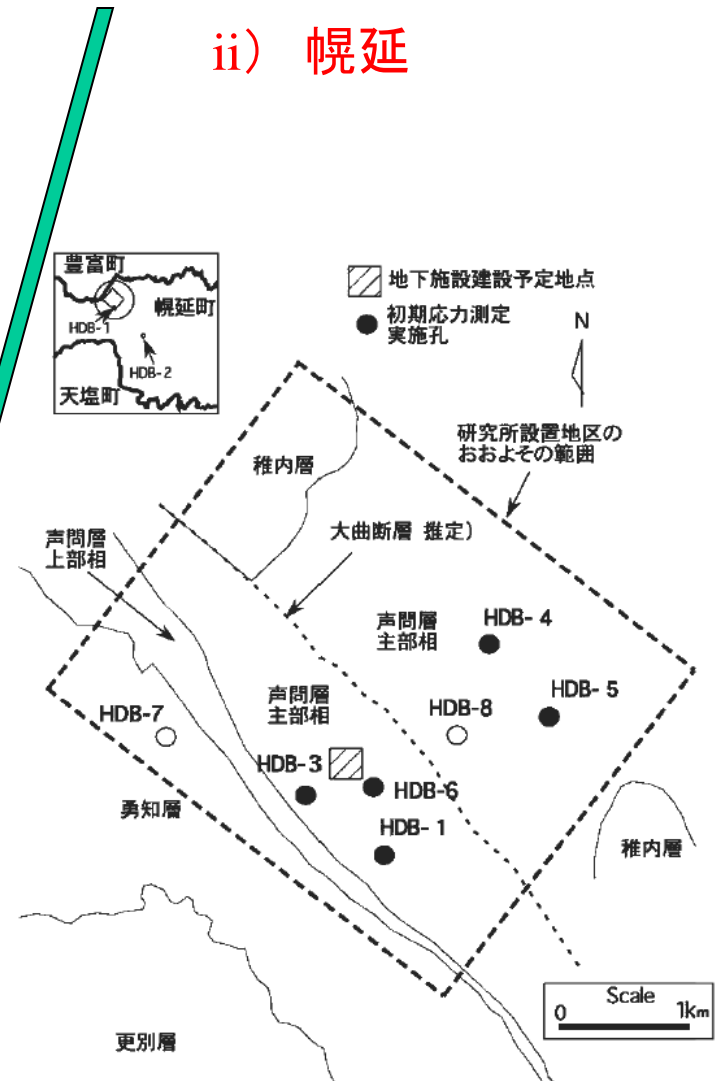 ii） 幌延
豊富町
幌延町
HDB-1
HDB-2
天塩町
地下施設建設予定地点
初期応力測定
実施孔
N
研究所設置地区の
おおよその範囲
稚内層
大曲断層 推定）
声問層
上部相
声問層
主部相
HDB-4
声問層
主部相
HDB-5
HDB-7
HDB-8
HDB-3
HDB-6
勇知層
HDB-1
稚内層
Scale
0 1km
更別層